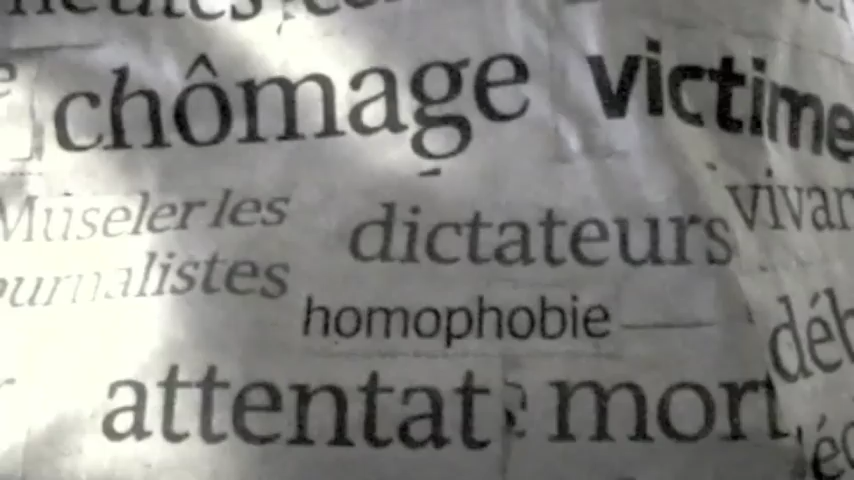 chômage victime
Museler les
dictateurs
journalistes
homophobie
attentat mort